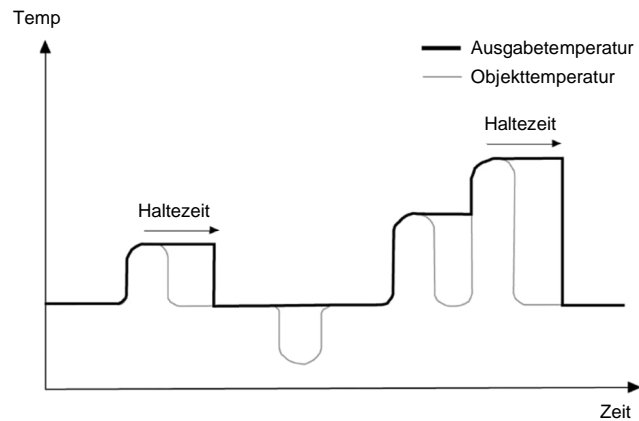 Temp
Ausgabetemperatur
Objekttemperatur
Haltezeit
Haltezeit
Zeit